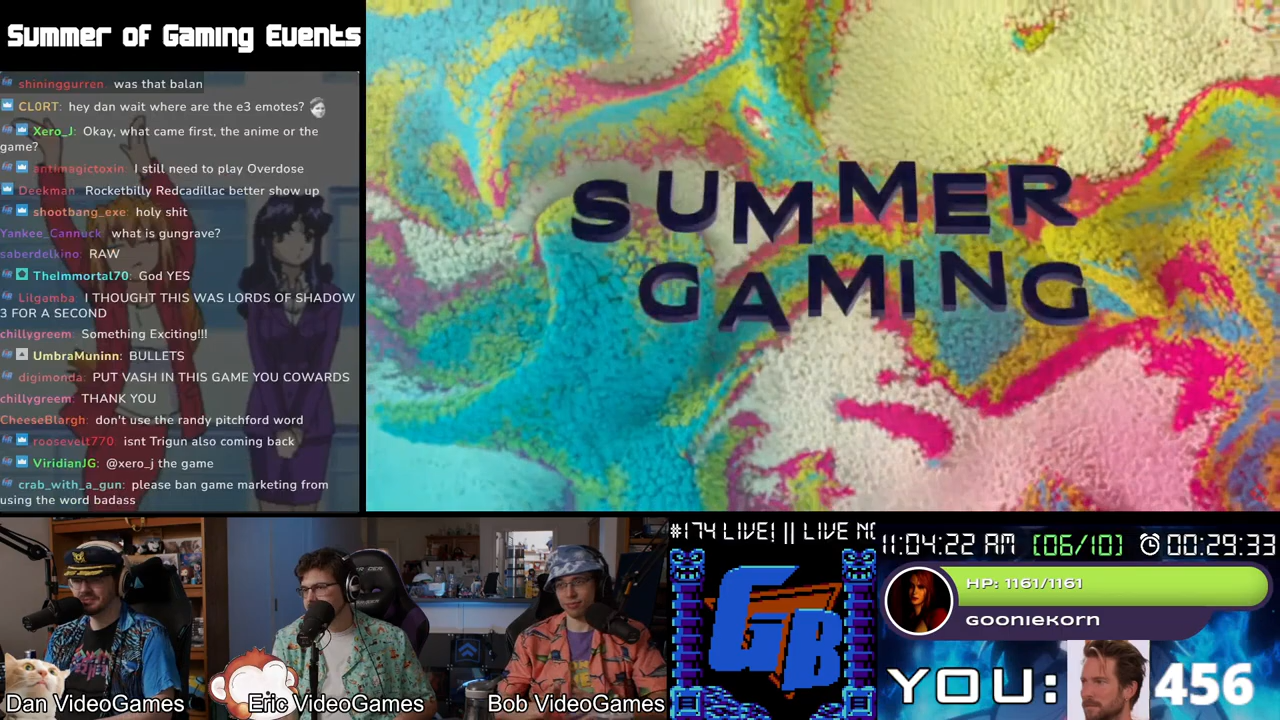 Summer of Gaming Events
shininggurren was that balan
CL0RT: hey dan wait where are the e3 emotes?
Xero_J: Okay, what came first, the anime or the
game?
antimagictoxin I still need to play Overdose
Deekman Rocketbilly Redcadillac better show up
shootbang_exe: holy shit
Yankee_Cannuck what is gungrave?
saberdelkino: RAW
TheImmortal70: God YES
Lilgamba I THOUGHT THIS WAS LORDS OF SHADOW
3 FOR A SECOND
chillygreem Something Exciting!!!
UmbraMuninn: BULLETS
digimonda: PUT VASH IN THIS GAME YOU COWARDS
chillygreem THANK YOU
CheeseBlargh: don't use the randy pitchford word
roosevelt770 isnt Trigun also coming back
ViridianJG: @xero_j the game
crab_with_a_gun: please ban game marketing from
using the word badass
SUMMER
GAMING
Dan VideoGames
Eric VideoGames
Bob VideoGames
#174 LIVE! || LIVE NO
GB
11:04:22 AM [06/10] 00:29:33
HP: 1161/1161
GOONIEKORN
YOU: 456